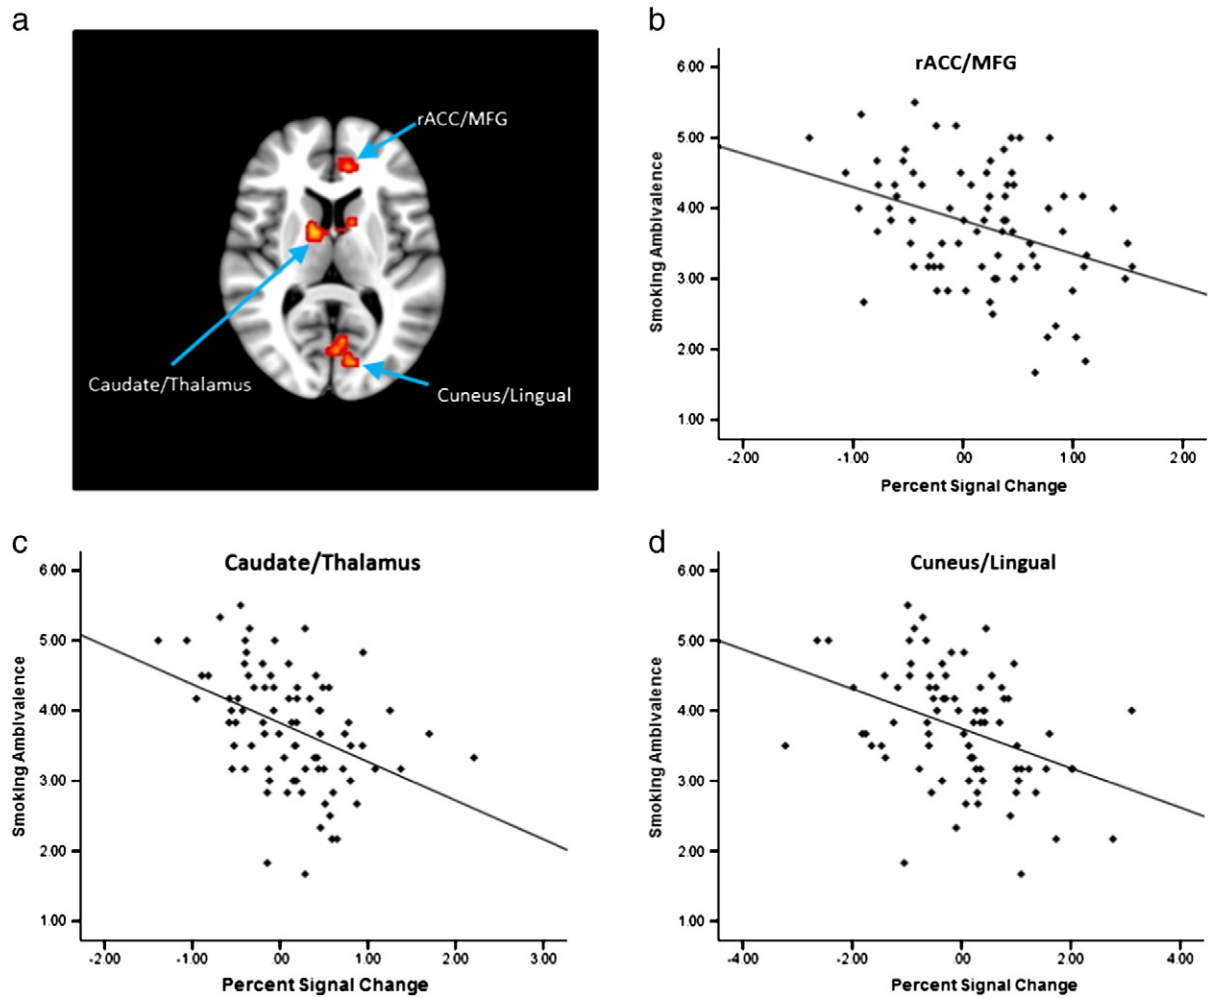 a
rACC/MFG
Caudate/Thalamus
Cuneus/Lingual
b
rACC/MFG
6.00
5.00
4.00
3.00
2.00
1.00
Smoking Ambivalence
-2.00 -1.00 .00 1.00 2.00
Percent Signal Change
c
Caudate/Thalamus
6.00
5.00
4.00
3.00
2.00
1.00
Smoking Ambivalence
-2.00 -1.00 .00 1.00 2.00 3.00
Percent Signal Change
d
Cuneus/Lingual
6.00
5.00
4.00
3.00
2.00
1.00
Smoking Ambivalence
-4.00 -2.00 .00 2.00 4.00
Percent Signal Change